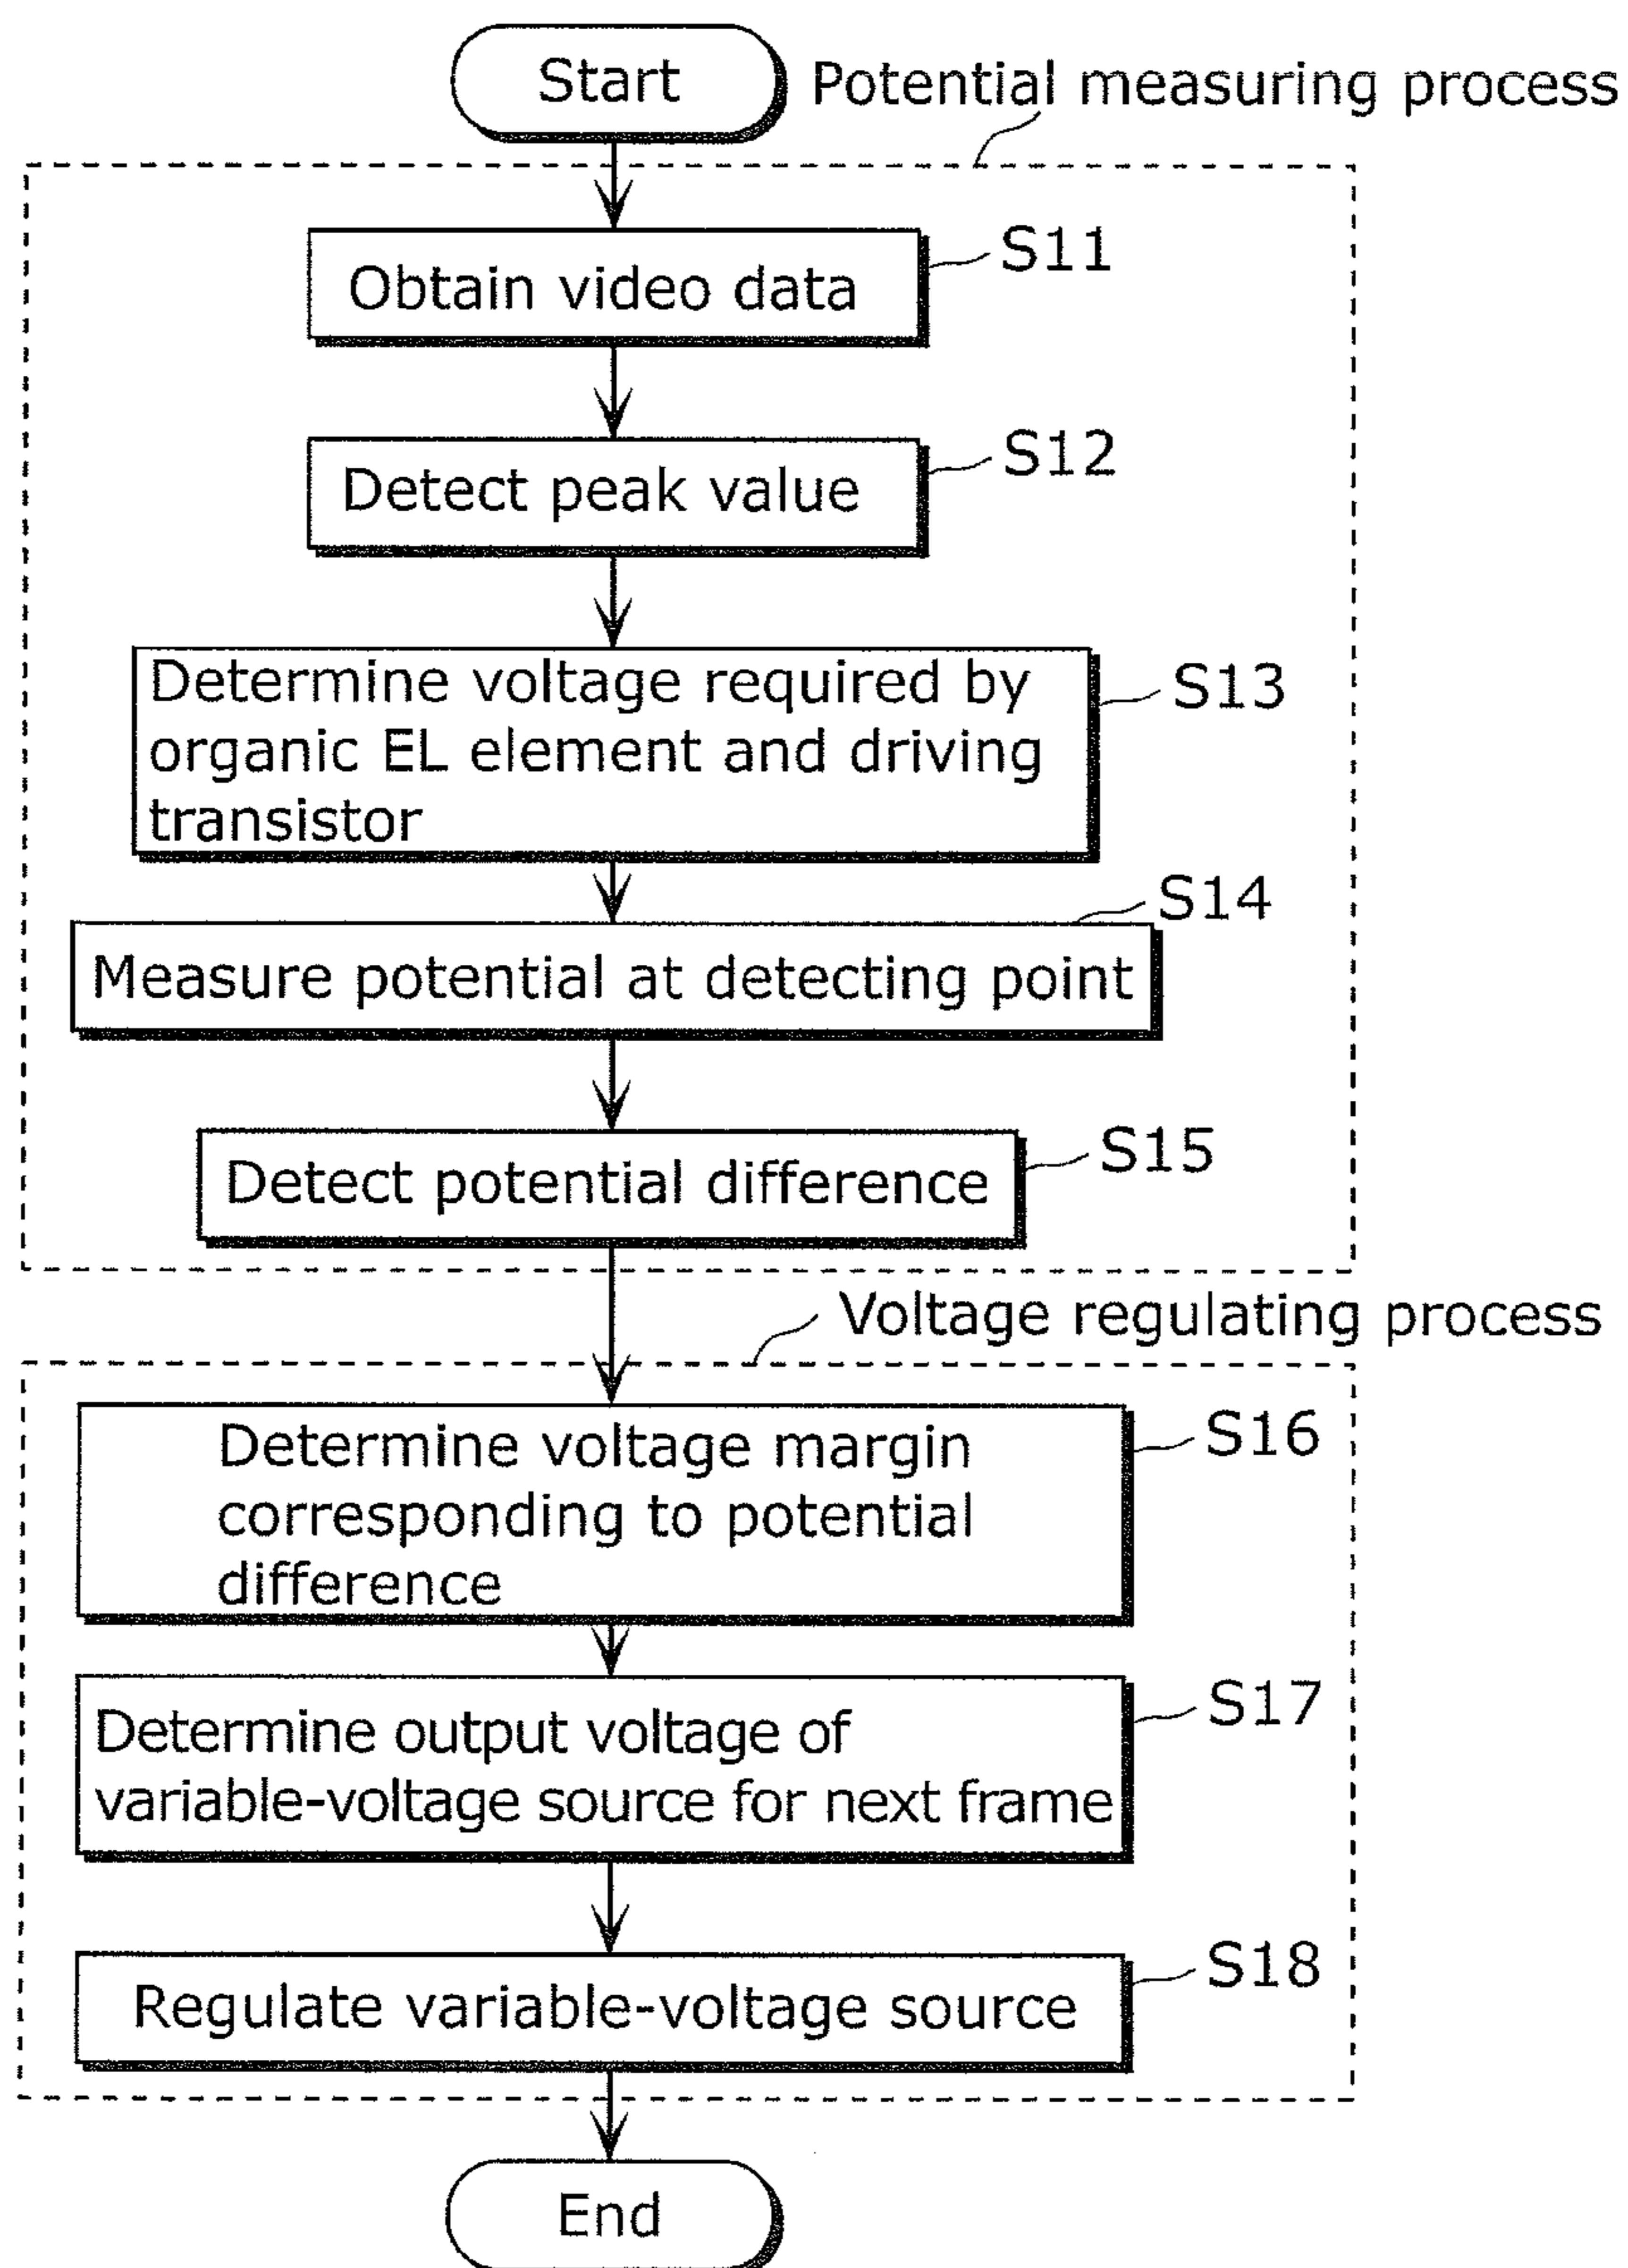 Start
Potential measuring process
S11
Obtain video data
S12
Detect peak value
S13
Determine voltage required by
organic EL element and driving
transistor
S14
Measure potential at detecting point
S15
Detect potential difference
Voltage regulating process
S16
Determine voltage margin
corresponding to potential
difference
S17
Determine output voltage of
variable-voltage source for next frame
S18
Regulate variable-voltage source
End